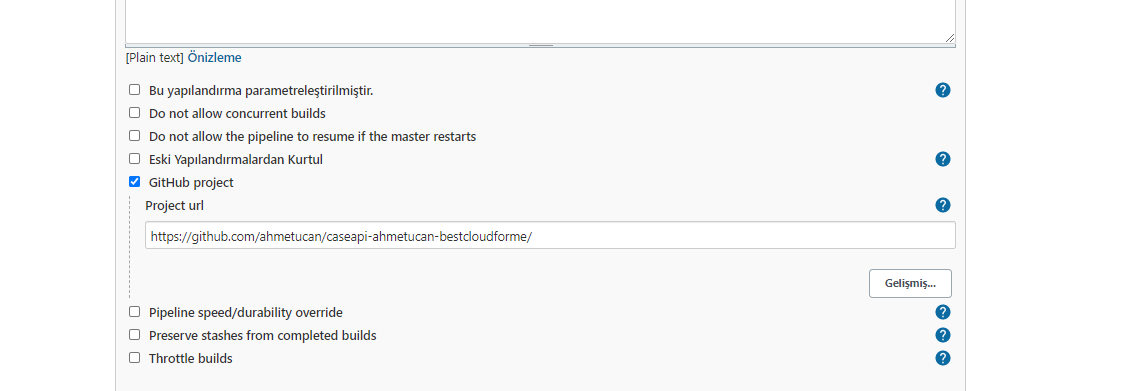 [Plain text] Önizleme
Bu yapılandırma parametreleştirilmiştir.
Do not allow concurrent builds
Do not allow the pipeline to resume if the master restarts
Eski Yapılandırmalardan Kurtul
GitHub project
Project url
https://github.com/ahmetucan/caseapi-ahmetucan-bestcloudforme/
Gelişmiş...
Pipeline speed/durability override
Preserve stashes from completed builds
Throttle builds